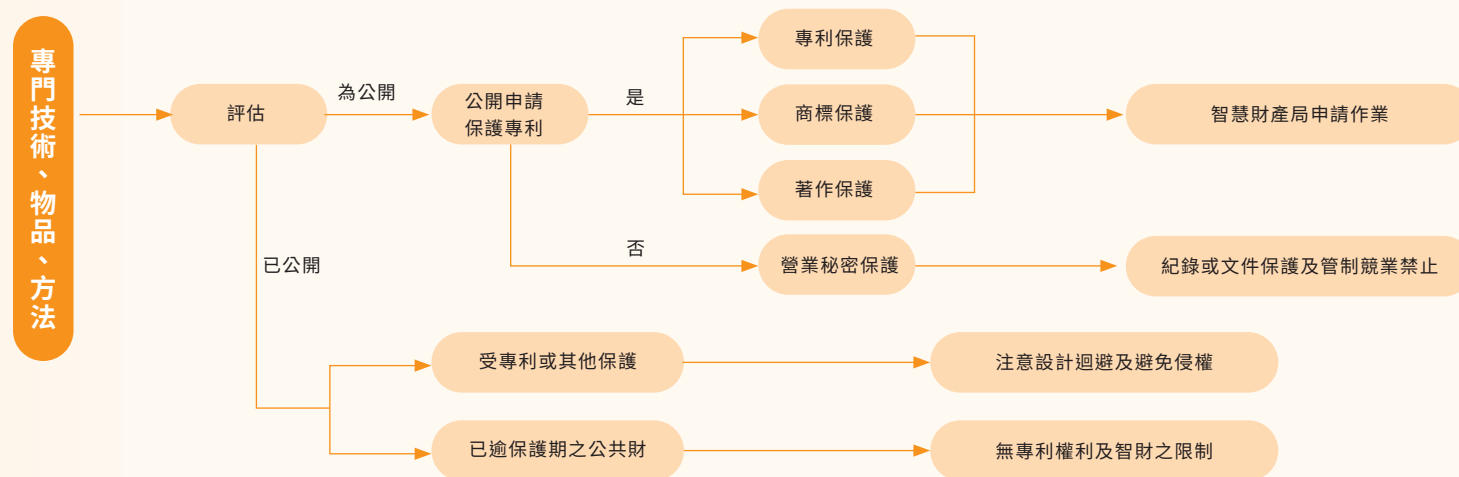 專門技術、物品、方法
評估
為公開
公開申請
保護專利
是
專利保護
商標保護
著作保護
智慧財產局申請作業
否
營業秘密保護
紀錄或文件保護及管制競業禁止
已公開
受專利或其他保護
注意設計迴避及避免侵權
已逾保護期之公共財
無專利權利及智財之限制